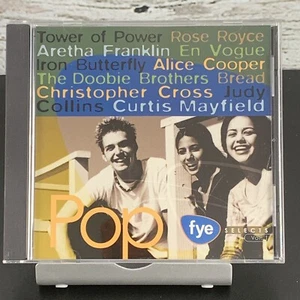 Tower of Power Rose Royce
Aretha Franklin En Vogue
Iron Butterfly Alice Cooper
The Doobie Brothers Bread
Christopher Cross Judy
Collins Curtis Mayfield
Pop
fye
SELECTS